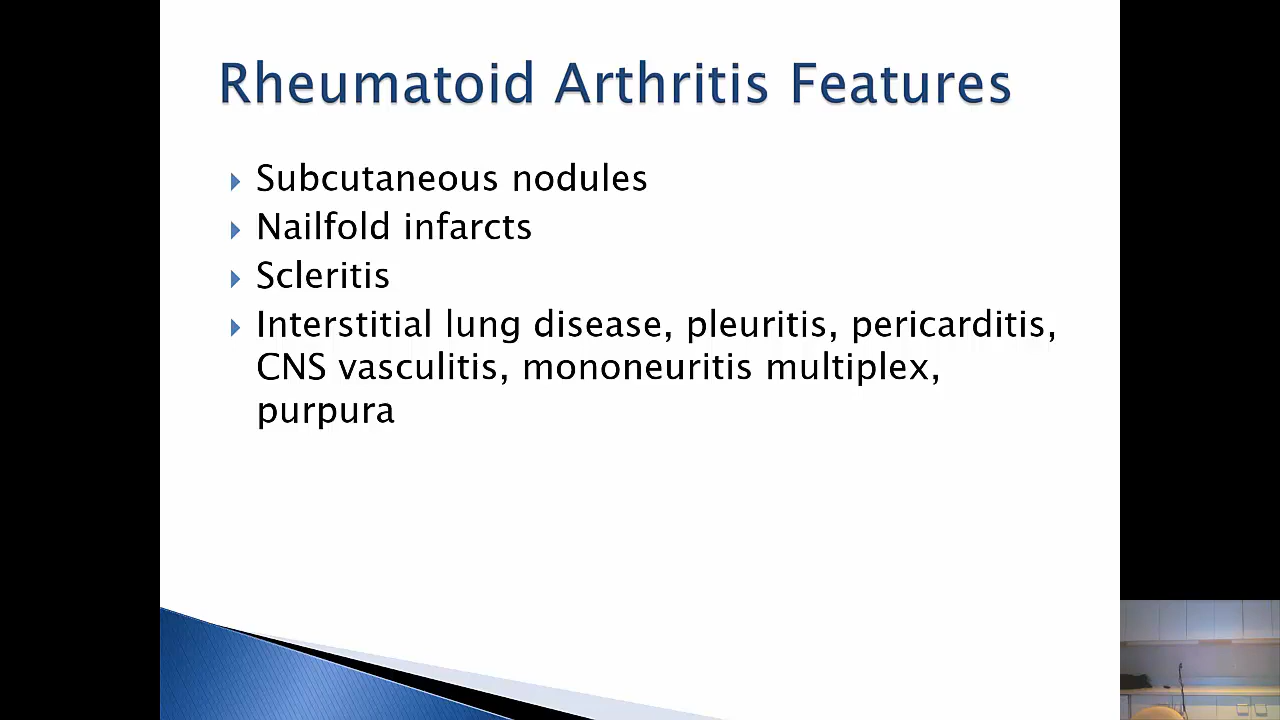 Rheumatoid Arthritis Features
Subcutaneous nodules
Nailfold infarcts
Scleritis
Interstitial lung disease, pleuritis, pericarditis,
CNS vasculitis, mononeuritis multiplex,
purpura